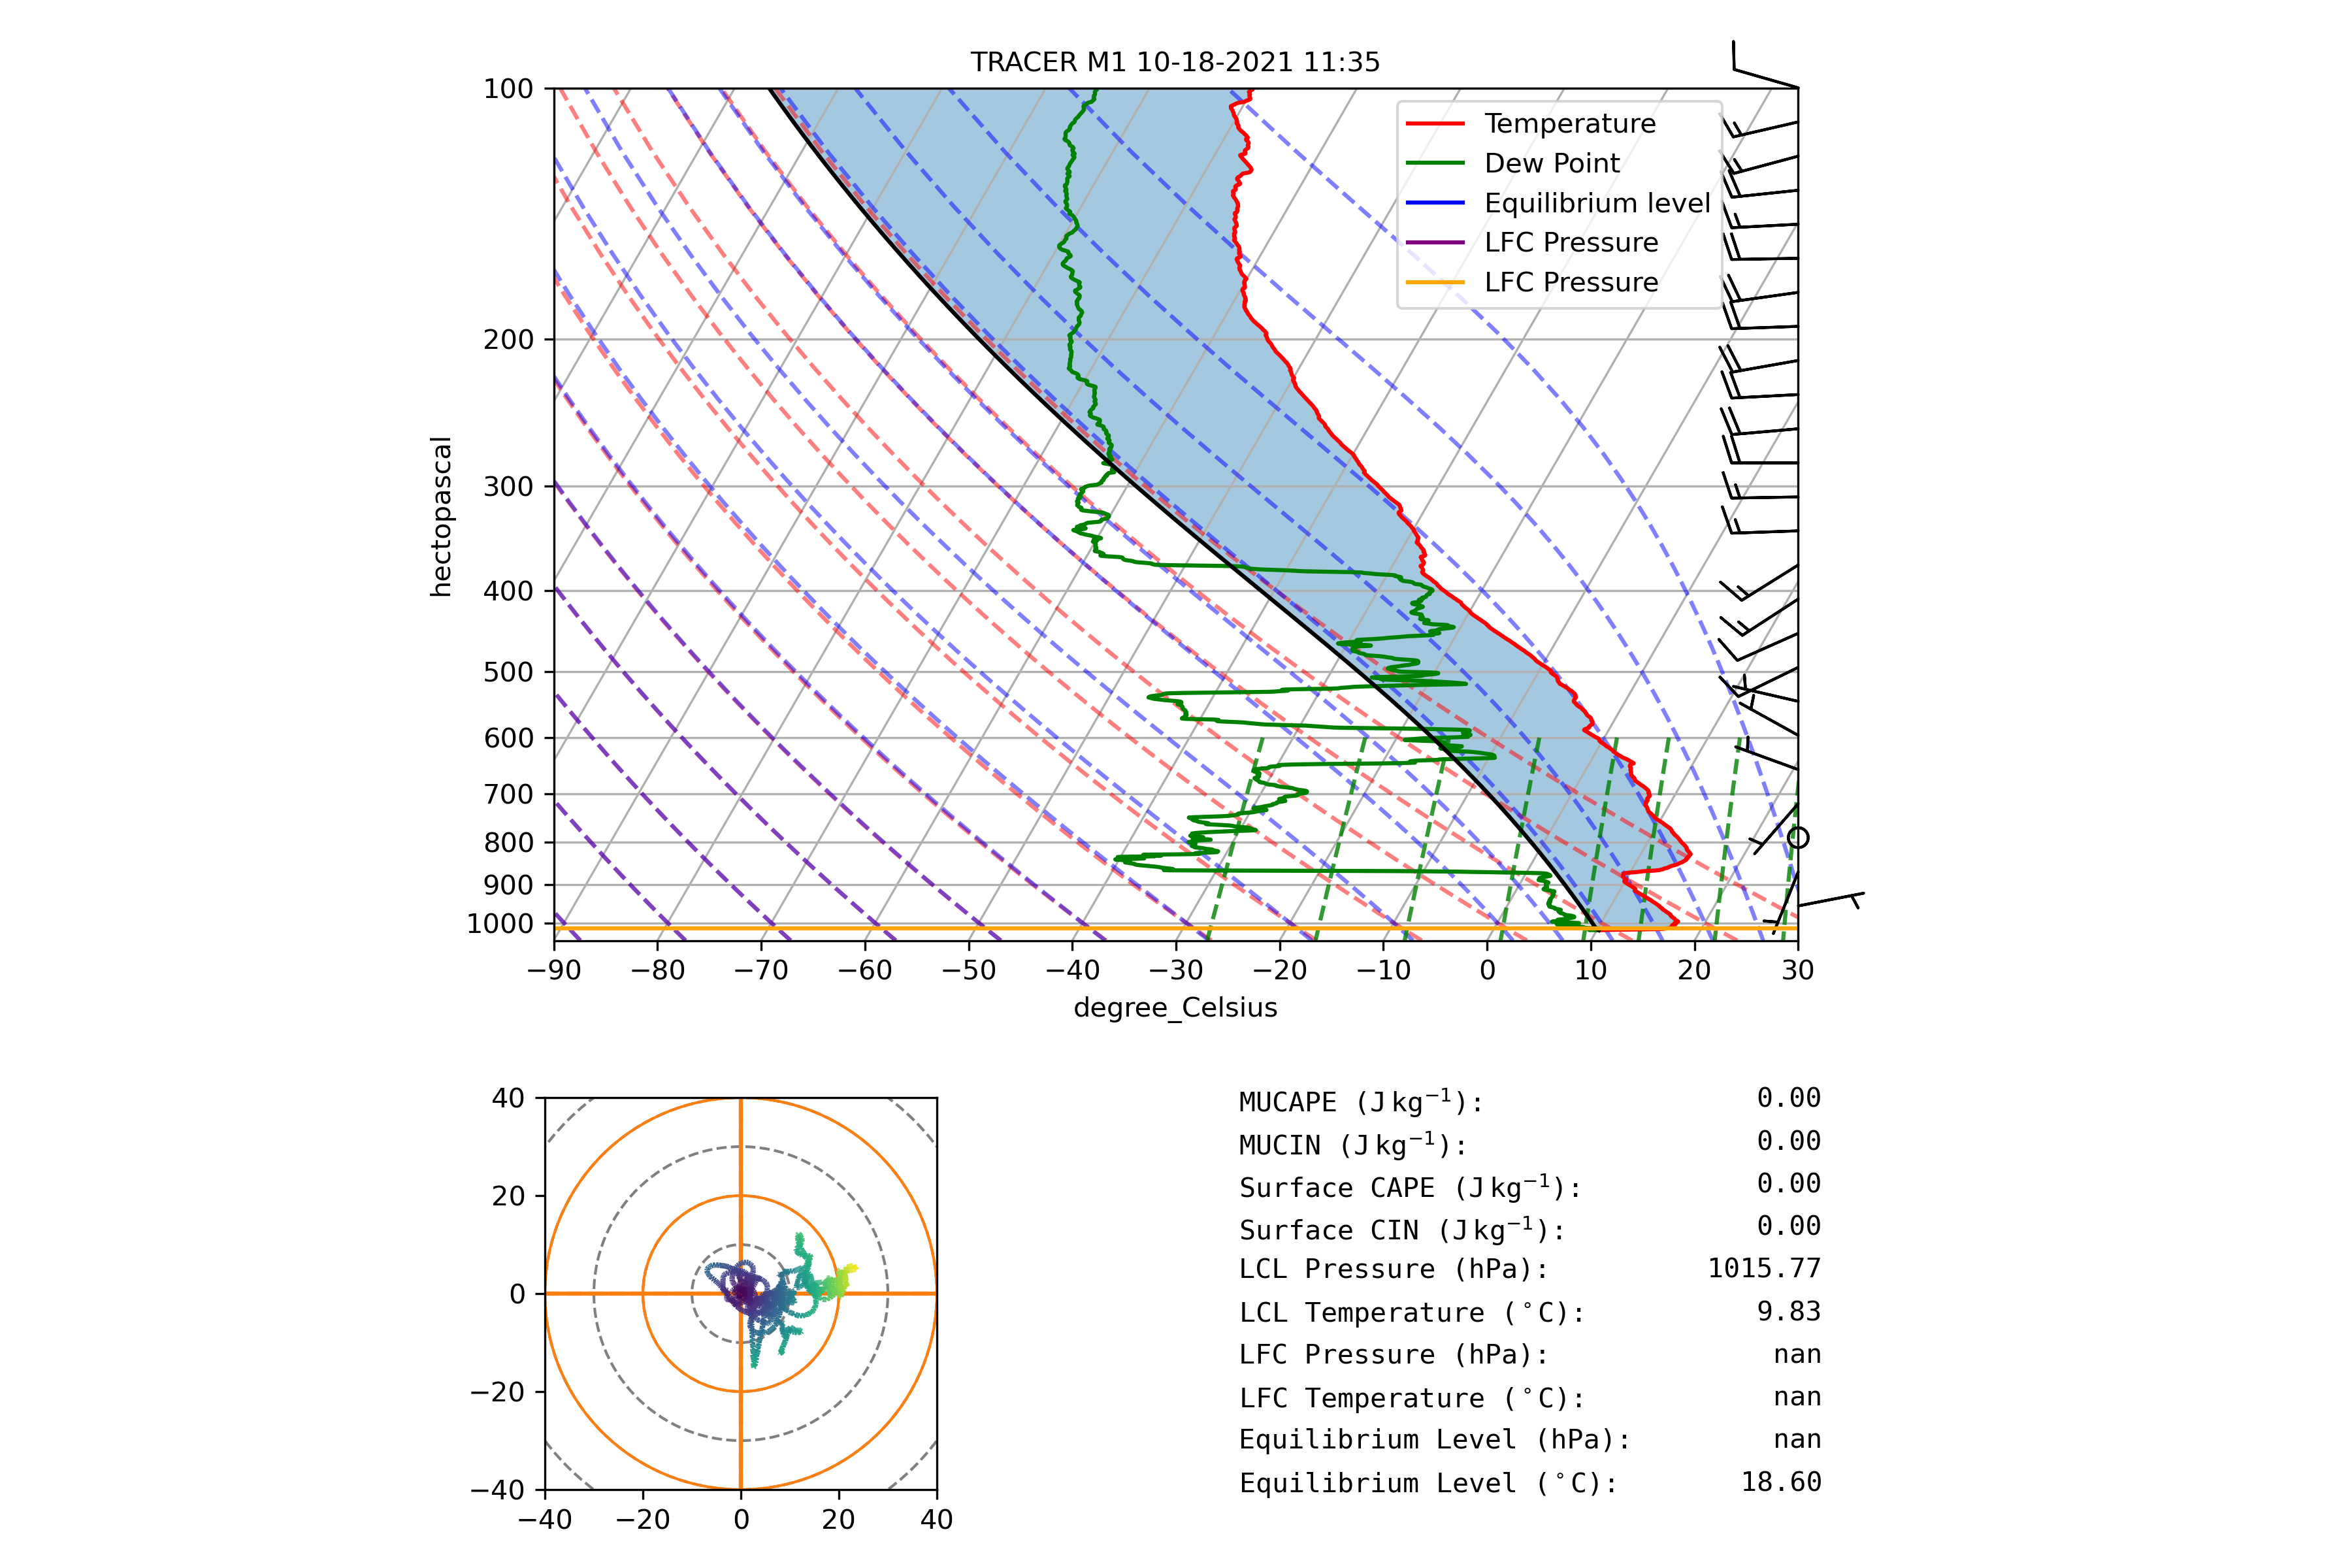 TRACER M1 10-18-2021 11:35
100
200
300
400
500
600
700
800
900
1000
hectopascal
Temperature
Dew Point
Equilibrium level
LFC Pressure
LFC Pressure
−90 −80 −70 −60 −50 −40 −30 −20 −10 0 10 20 30
degree_Celsius
40
20
0
−20
−40
−40 −20 0 20 40
MUCAPE (J kg⁻¹): 0.00
MUCIN (J kg⁻¹): 0.00
Surface CAPE (J kg⁻¹): 0.00
Surface CIN (J kg⁻¹): 0.00
LCL Pressure (hPa): 1015.77
LCL Temperature (°C): 9.83
LFC Pressure (hPa): nan
LFC Temperature (°C): nan
Equilibrium Level (hPa): nan
Equilibrium Level (°C): 18.60